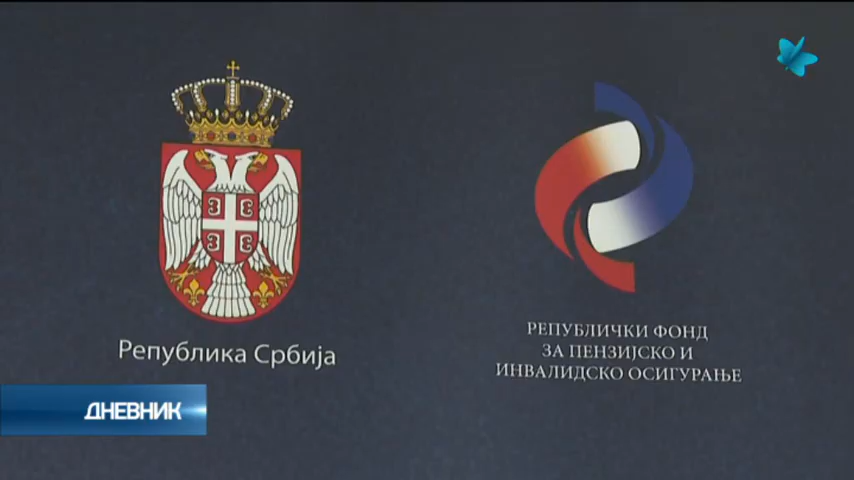 Република Србија
РЕПУБЛИЧКИ ФОНД
ЗА ПЕНЗИЈСКО И
ИНВАЛИДСКО ОСИГУРАЊЕ
ДНЕВНИК